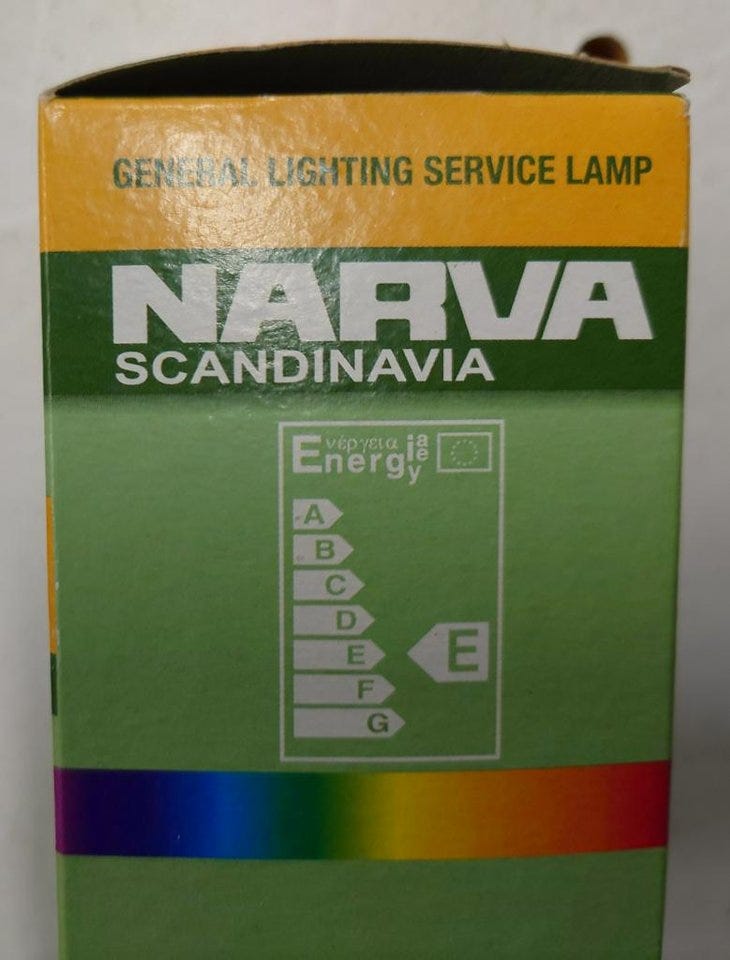 GENERAL LIGHTING SERVICE LAMP
NARVA
SCANDINAVIA
Energ ενέργεια ia ie y
A
B
C
D
E
E
F
G